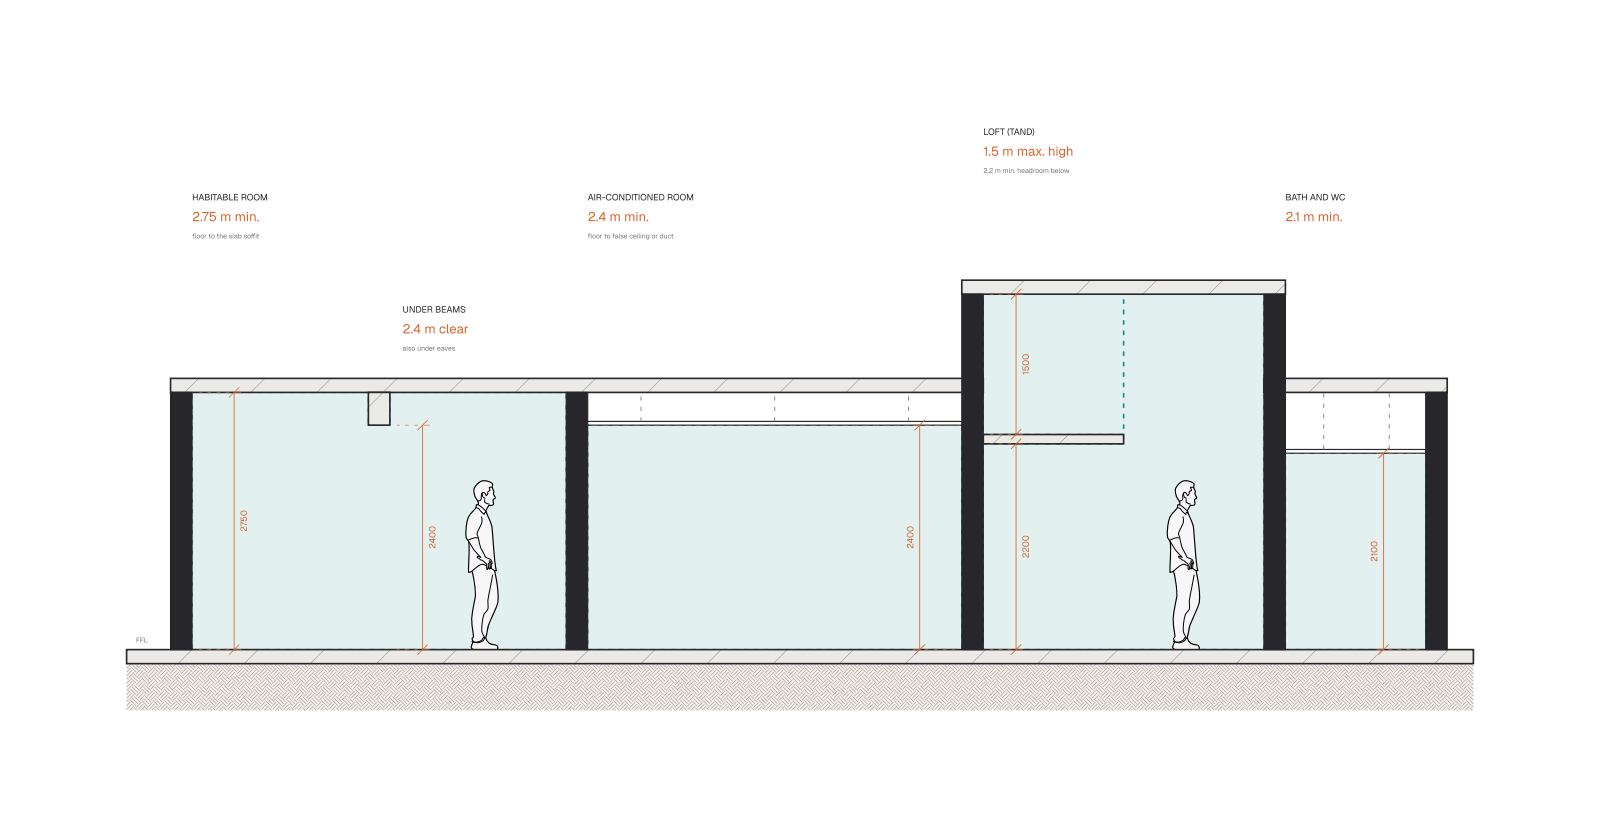 LOFT (TAND)
1.5 m max. high
2.2 m min. headroom below
HABITABLE ROOM
2.75 m min.
floor to the slab soffit
AIR-CONDITIONED ROOM
2.4 m min.
floor to false ceiling or duct
BATH AND WC
2.1 m min.
UNDER BEAMS
2.4 m clear
also under eaves
1500
2750
2400
2400
2200
2100
FFL